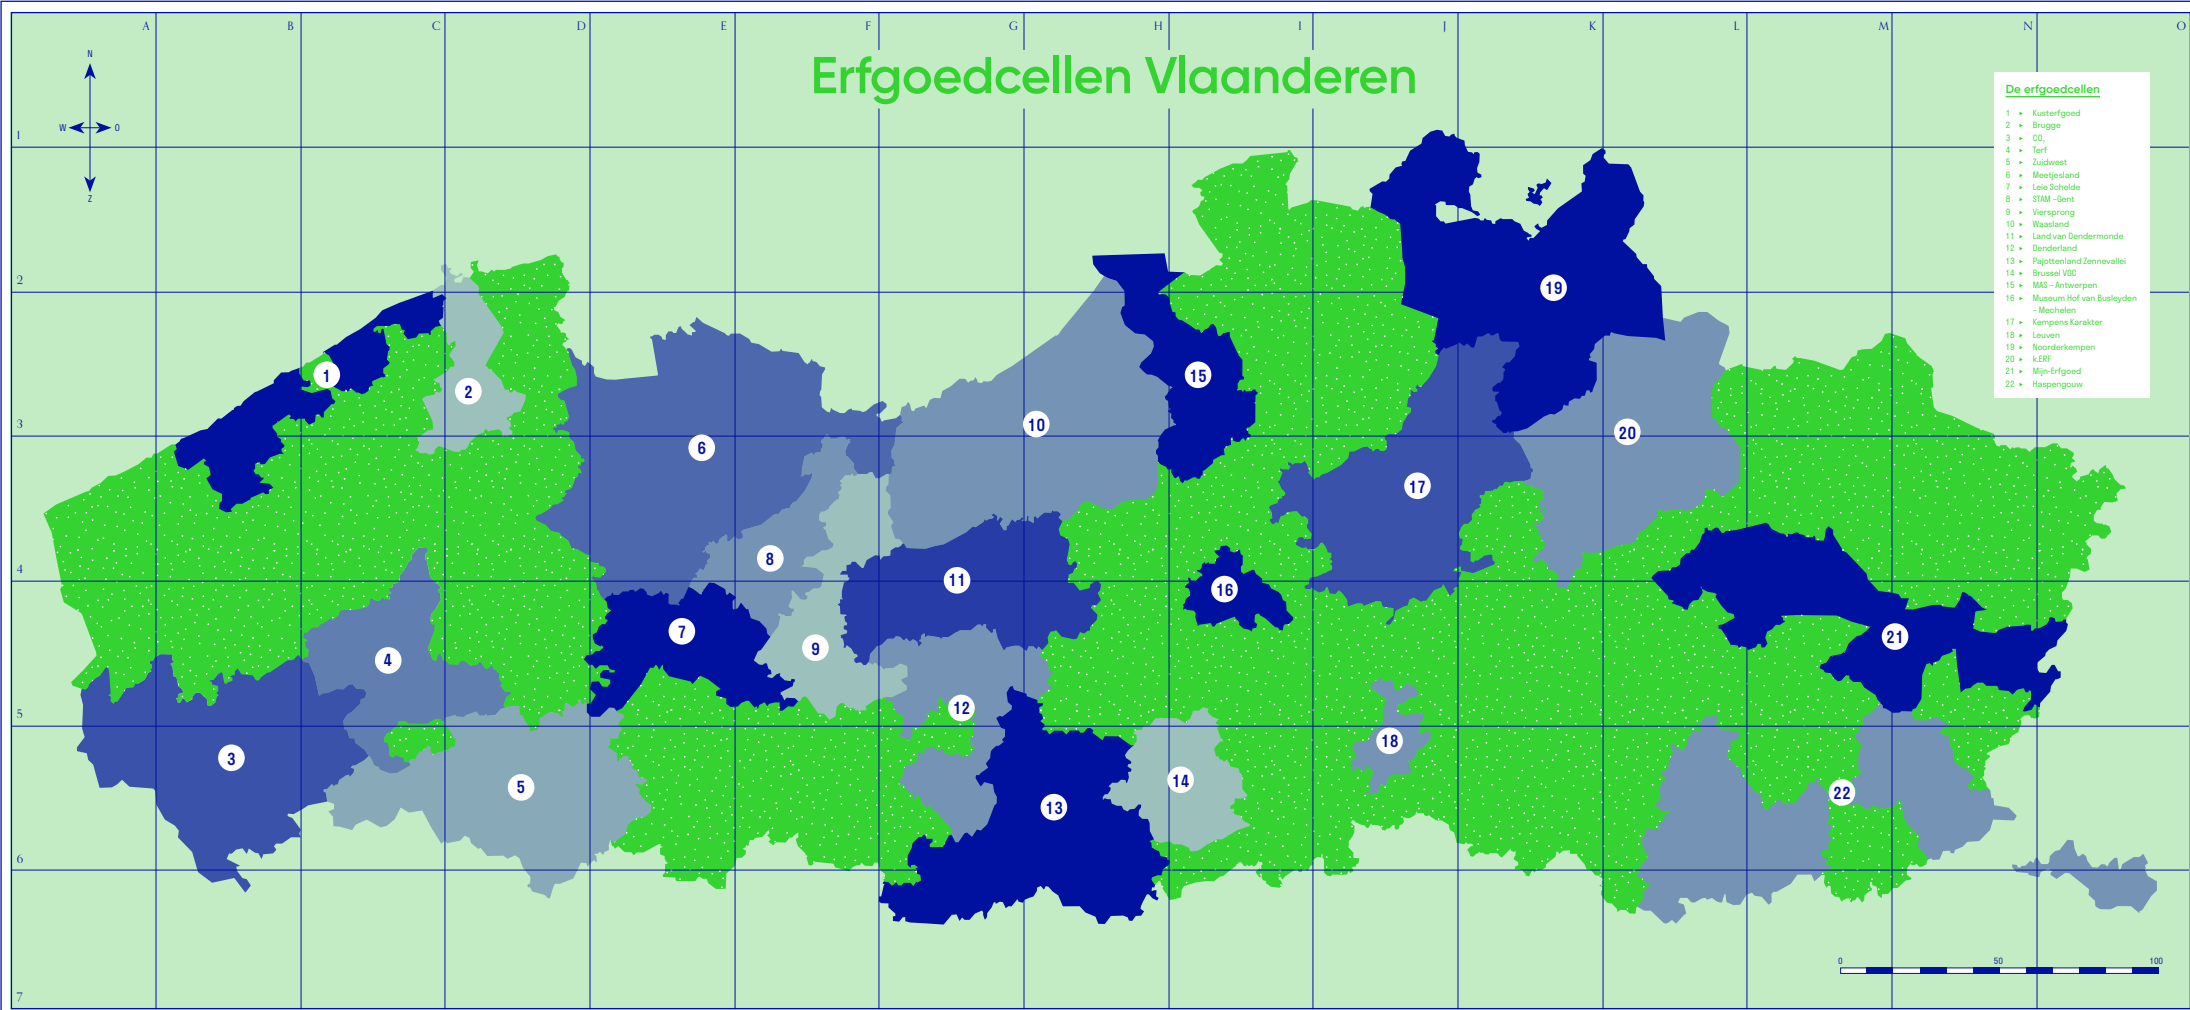 A B C D E F G H I J K L M N O
Erfgoedcellen Vlaanderen
N
W O
Z
1
2
3
4
5
6
7
De erfgoedcellen
1 ▸ Kusterfgoed
2 ▸ Brugge
3 ▸ CO₇
4 ▸ Terf
5 ▸ Zuidwest
6 ▸ Meetjesland
7 ▸ Leie Schelde
8 ▸ STAM -Gent
9 ▸ Viersprong
10 ▸ Waasland
11 ▸ Land van Dendermonde
12 ▸ Denderland
13 ▸ Pajottenland Zennevallei
14 ▸ Brussel VGC
15 ▸ MAS - Antwerpen
16 ▸ Museum Hof van Busleyden
- Mechelen
17 ▸ Kempens Karakter
18 ▸ Leuven
19 ▸ Noorderkempen
20 ▸ k.ERF
21 ▸ Mijn-Erfgoed
22 ▸ Haspengouw
1
2
3
4
5
6
7
8
9
10
11
12
13
14
15
16
17
18
19
20
21
22
0 50 100